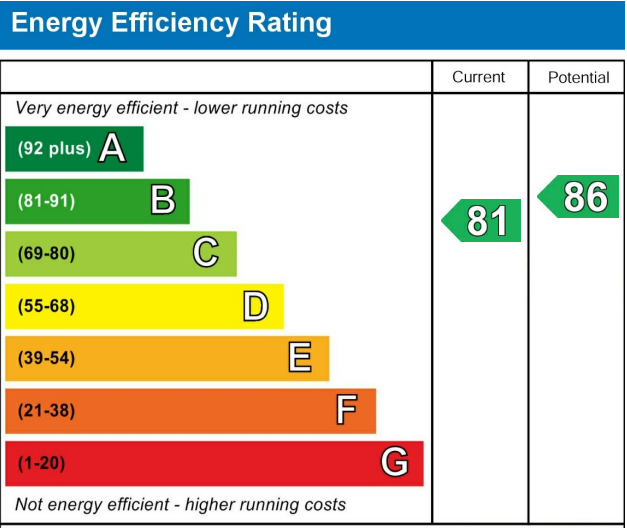 Energy Efficiency Rating
Current Potential
Very energy efficient - lower running costs
(92 plus) A
(81-91) B
81
86
(69-80) C
(55-68) D
(39-54) E
(21-38) F
(1-20) G
Not energy efficient - higher running costs